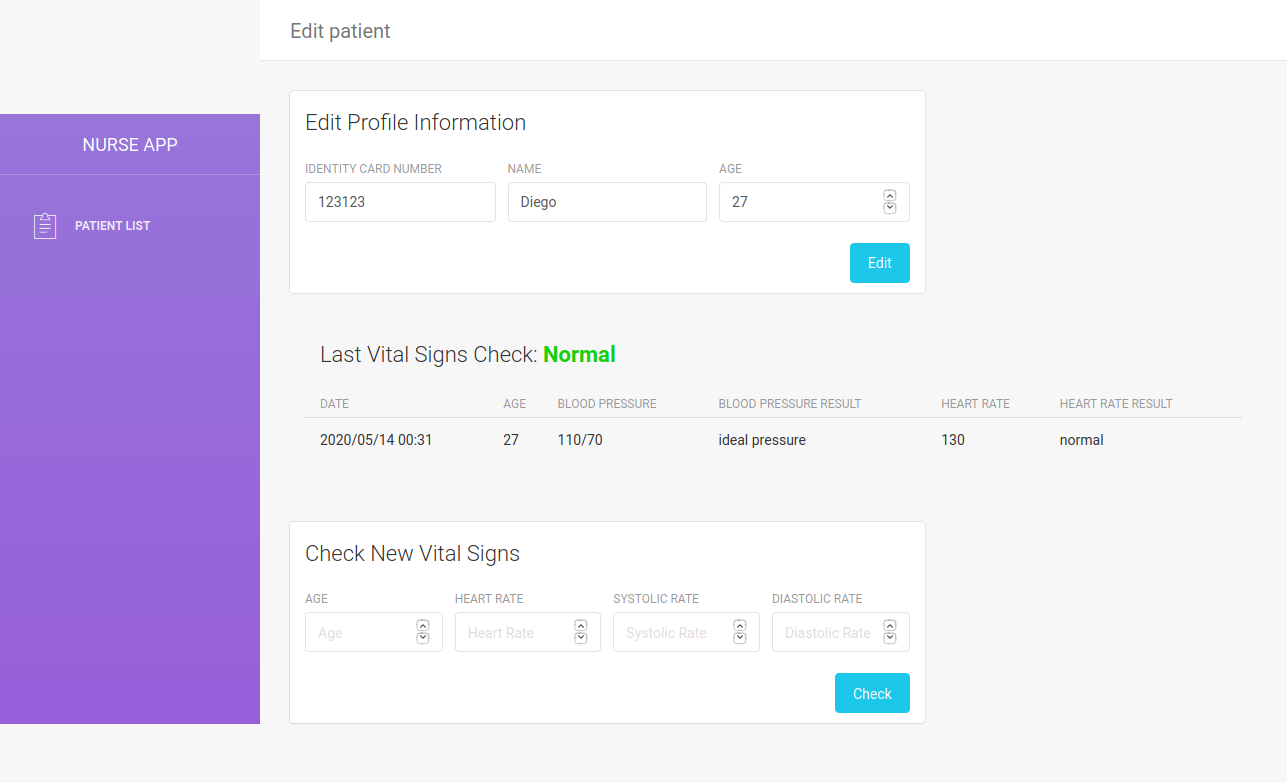 Edit patient
NURSE APP
PATIENT LIST
Edit Profile Information
IDENTITY CARD NUMBER NAME AGE
123123 Diego 27
Edit
Last Vital Signs Check: Normal
DATE AGE BLOOD PRESSURE BLOOD PRESSURE RESULT HEART RATE HEART RATE RESULT
2020/05/14 00:31 27 110/70 ideal pressure 130 normal
Check New Vital Signs
AGE HEART RATE SYSTOLIC RATE DIASTOLIC RATE
Age Heart Rate Systolic Rate Diastolic Rate
Check